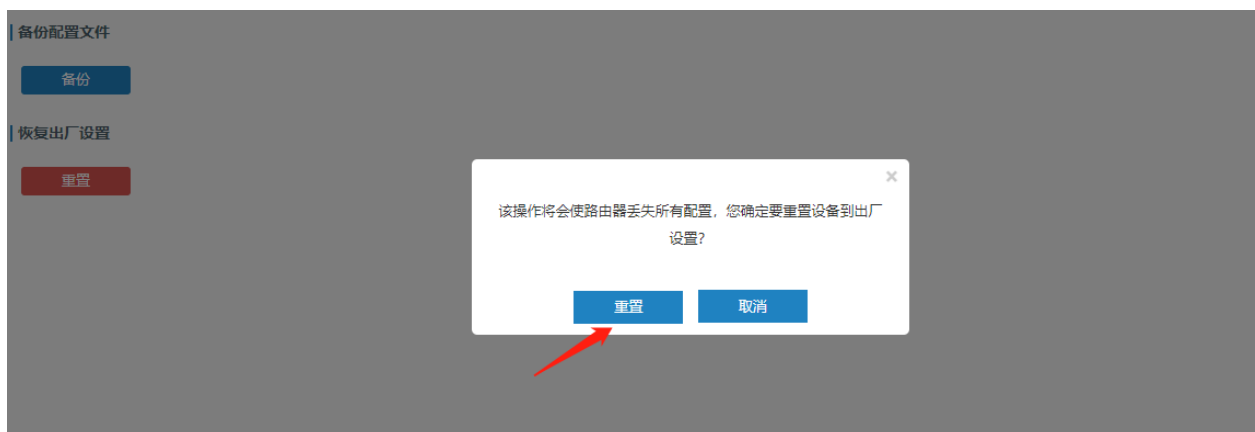 备份配置文件
备份
恢复出厂设置
重置
×
该操作将会使路由器丢失所有配置，您确定要重置设备到出厂
设置？
重置
取消